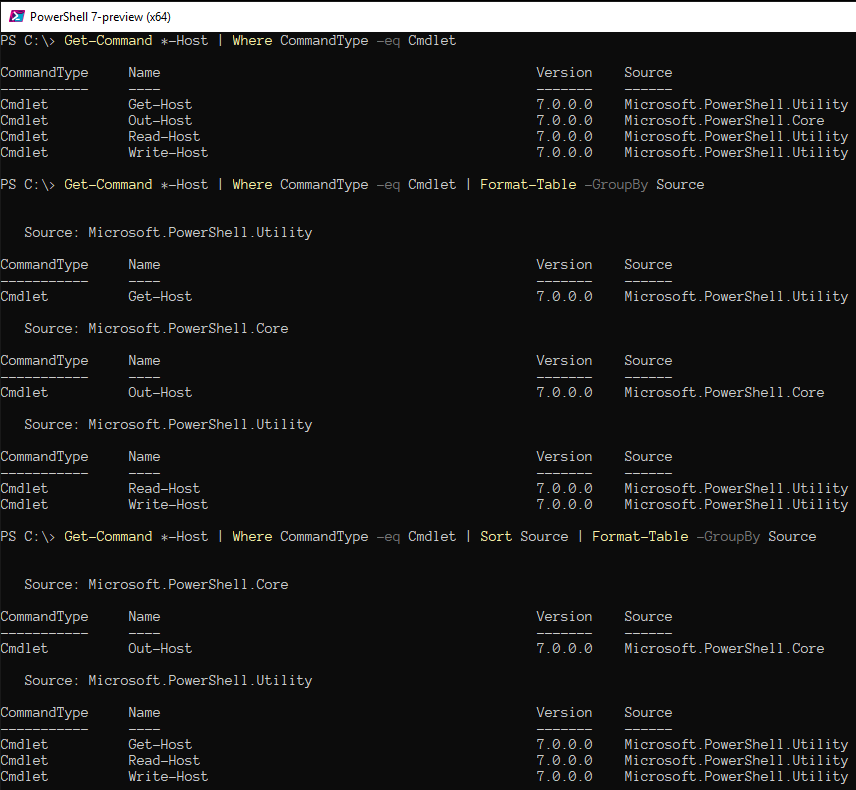 PowerShell 7-preview (x64)
PS C:\> Get-Command *-Host | Where CommandType -eq Cmdlet
CommandType     Name                                               Version    Source
-----------     ----                                               -------    ------
Cmdlet          Get-Host                                           7.0.0.0    Microsoft.PowerShell.Utility
Cmdlet          Out-Host                                           7.0.0.0    Microsoft.PowerShell.Core
Cmdlet          Read-Host                                          7.0.0.0    Microsoft.PowerShell.Utility
Cmdlet          Write-Host                                         7.0.0.0    Microsoft.PowerShell.Utility
PS C:\> Get-Command *-Host | Where CommandType -eq Cmdlet | Format-Table -GroupBy Source
   Source: Microsoft.PowerShell.Utility
CommandType     Name                                               Version    Source
-----------     ----                                               -------    ------
Cmdlet          Get-Host                                           7.0.0.0    Microsoft.PowerShell.Utility
   Source: Microsoft.PowerShell.Core
CommandType     Name                                               Version    Source
-----------     ----                                               -------    ------
Cmdlet          Out-Host                                           7.0.0.0    Microsoft.PowerShell.Core
   Source: Microsoft.PowerShell.Utility
CommandType     Name                                               Version    Source
-----------     ----                                               -------    ------
Cmdlet          Read-Host                                          7.0.0.0    Microsoft.PowerShell.Utility
Cmdlet          Write-Host                                         7.0.0.0    Microsoft.PowerShell.Utility
PS C:\> Get-Command *-Host | Where CommandType -eq Cmdlet | Sort Source | Format-Table -GroupBy Source
   Source: Microsoft.PowerShell.Core
CommandType     Name                                               Version    Source
-----------     ----                                               -------    ------
Cmdlet          Out-Host                                           7.0.0.0    Microsoft.PowerShell.Core
   Source: Microsoft.PowerShell.Utility
CommandType     Name                                               Version    Source
-----------     ----                                               -------    ------
Cmdlet          Get-Host                                           7.0.0.0    Microsoft.PowerShell.Utility
Cmdlet          Read-Host                                          7.0.0.0    Microsoft.PowerShell.Utility
Cmdlet          Write-Host                                         7.0.0.0    Microsoft.PowerShell.Utility